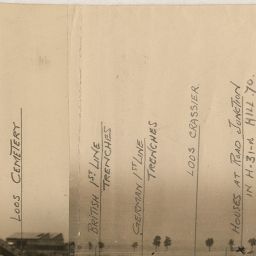 LOOS CEMETERY
BRITISH 1ST LINE
TRENCHES
GERMAN 1ST LINE
TRENCHES
LOOS CRASSIER.
HOUSES AT ROAD JUNCTION
IN H.31.A HILL 70.
X